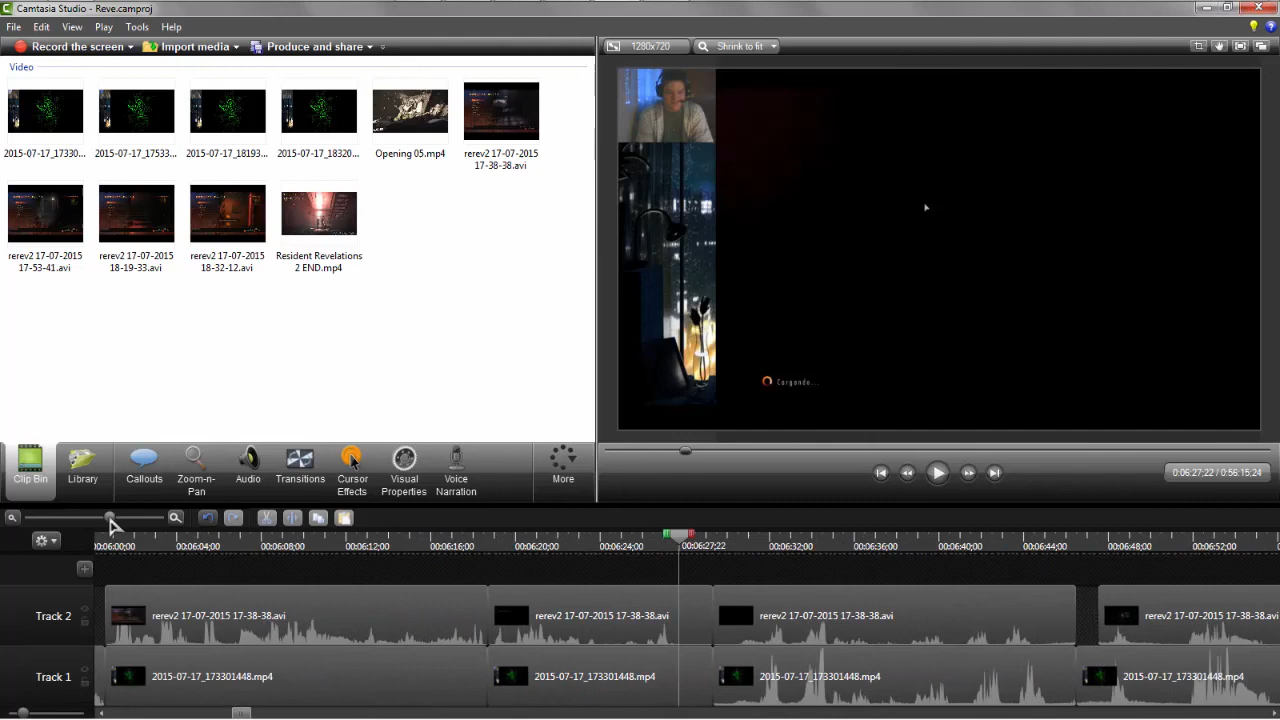 Camtasia Studio - Reve.camproj
File Edit View Play Tools Help
Record the screen Import media Produce and share
1280x720 Shrink to fit
Video
2015-07-17_17330... 2015-07-17_17533... 2015-07-17_18193... 2015-07-17_18320... Opening 05.mp4 rerev2 17-07-2015
17-38-38.avi
rerev2 17-07-2015 rerev2 17-07-2015 rerev2 17-07-2015 Resident Revelations
17-53-41.avi 18-19-33.avi 18-32-12.avi 2 END.mp4
Cargando...
Clip Bin Library Callouts Zoom-n-
Pan Audio Transitions Cursor
Effects Visual
Properties Voice
Narration More
0:06:27;22 / 0:56:15;24
0:06:00;00 00:06:04;00 00:06:08;00 00:06:12;00 00:06:16;00 00:06:20;00 00:06:24;00 00:06:27;22 00:06:32;00 00:06:36;00 00:06:40;00 00:06:44;00 00:06:48;00 00:06:52;00
Track 2 rerev2 17-07-2015 17-38-38.avi rerev2 17-07-2015 17-38-38.avi rerev2 17-07-2015 17-38-38.avi rerev2 17-07-2015 17-38-38.avi
Track 1 2015-07-17_173301448.mp4 2015-07-17_173301448.mp4 2015-07-17_173301448.mp4 2015-07-17_173301448.mp4